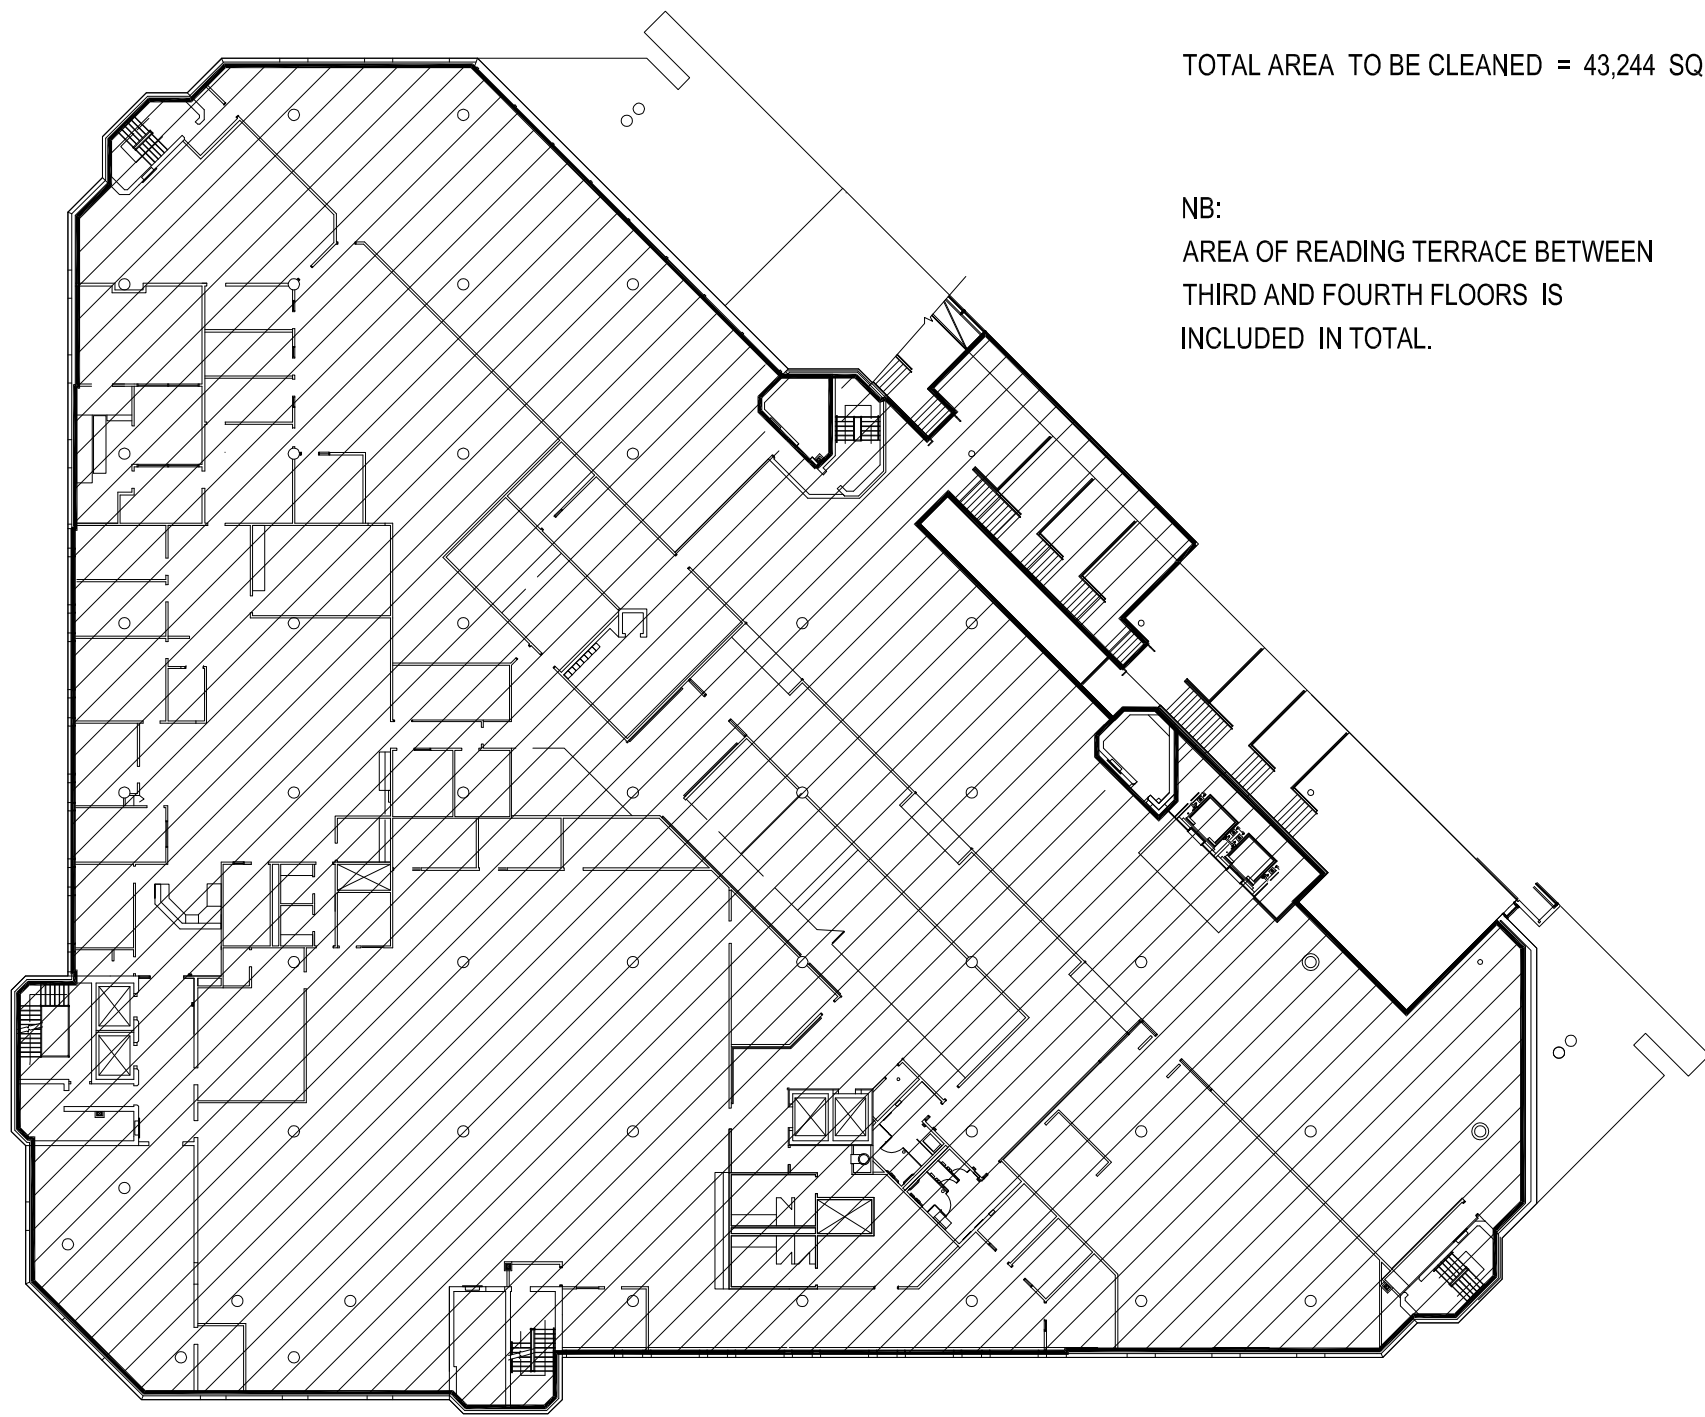 TOTAL AREA TO BE CLEANED = 43,244 SQ
NB:
AREA OF READING TERRACE BETWEEN
THIRD AND FOURTH FLOORS IS
INCLUDED IN TOTAL.